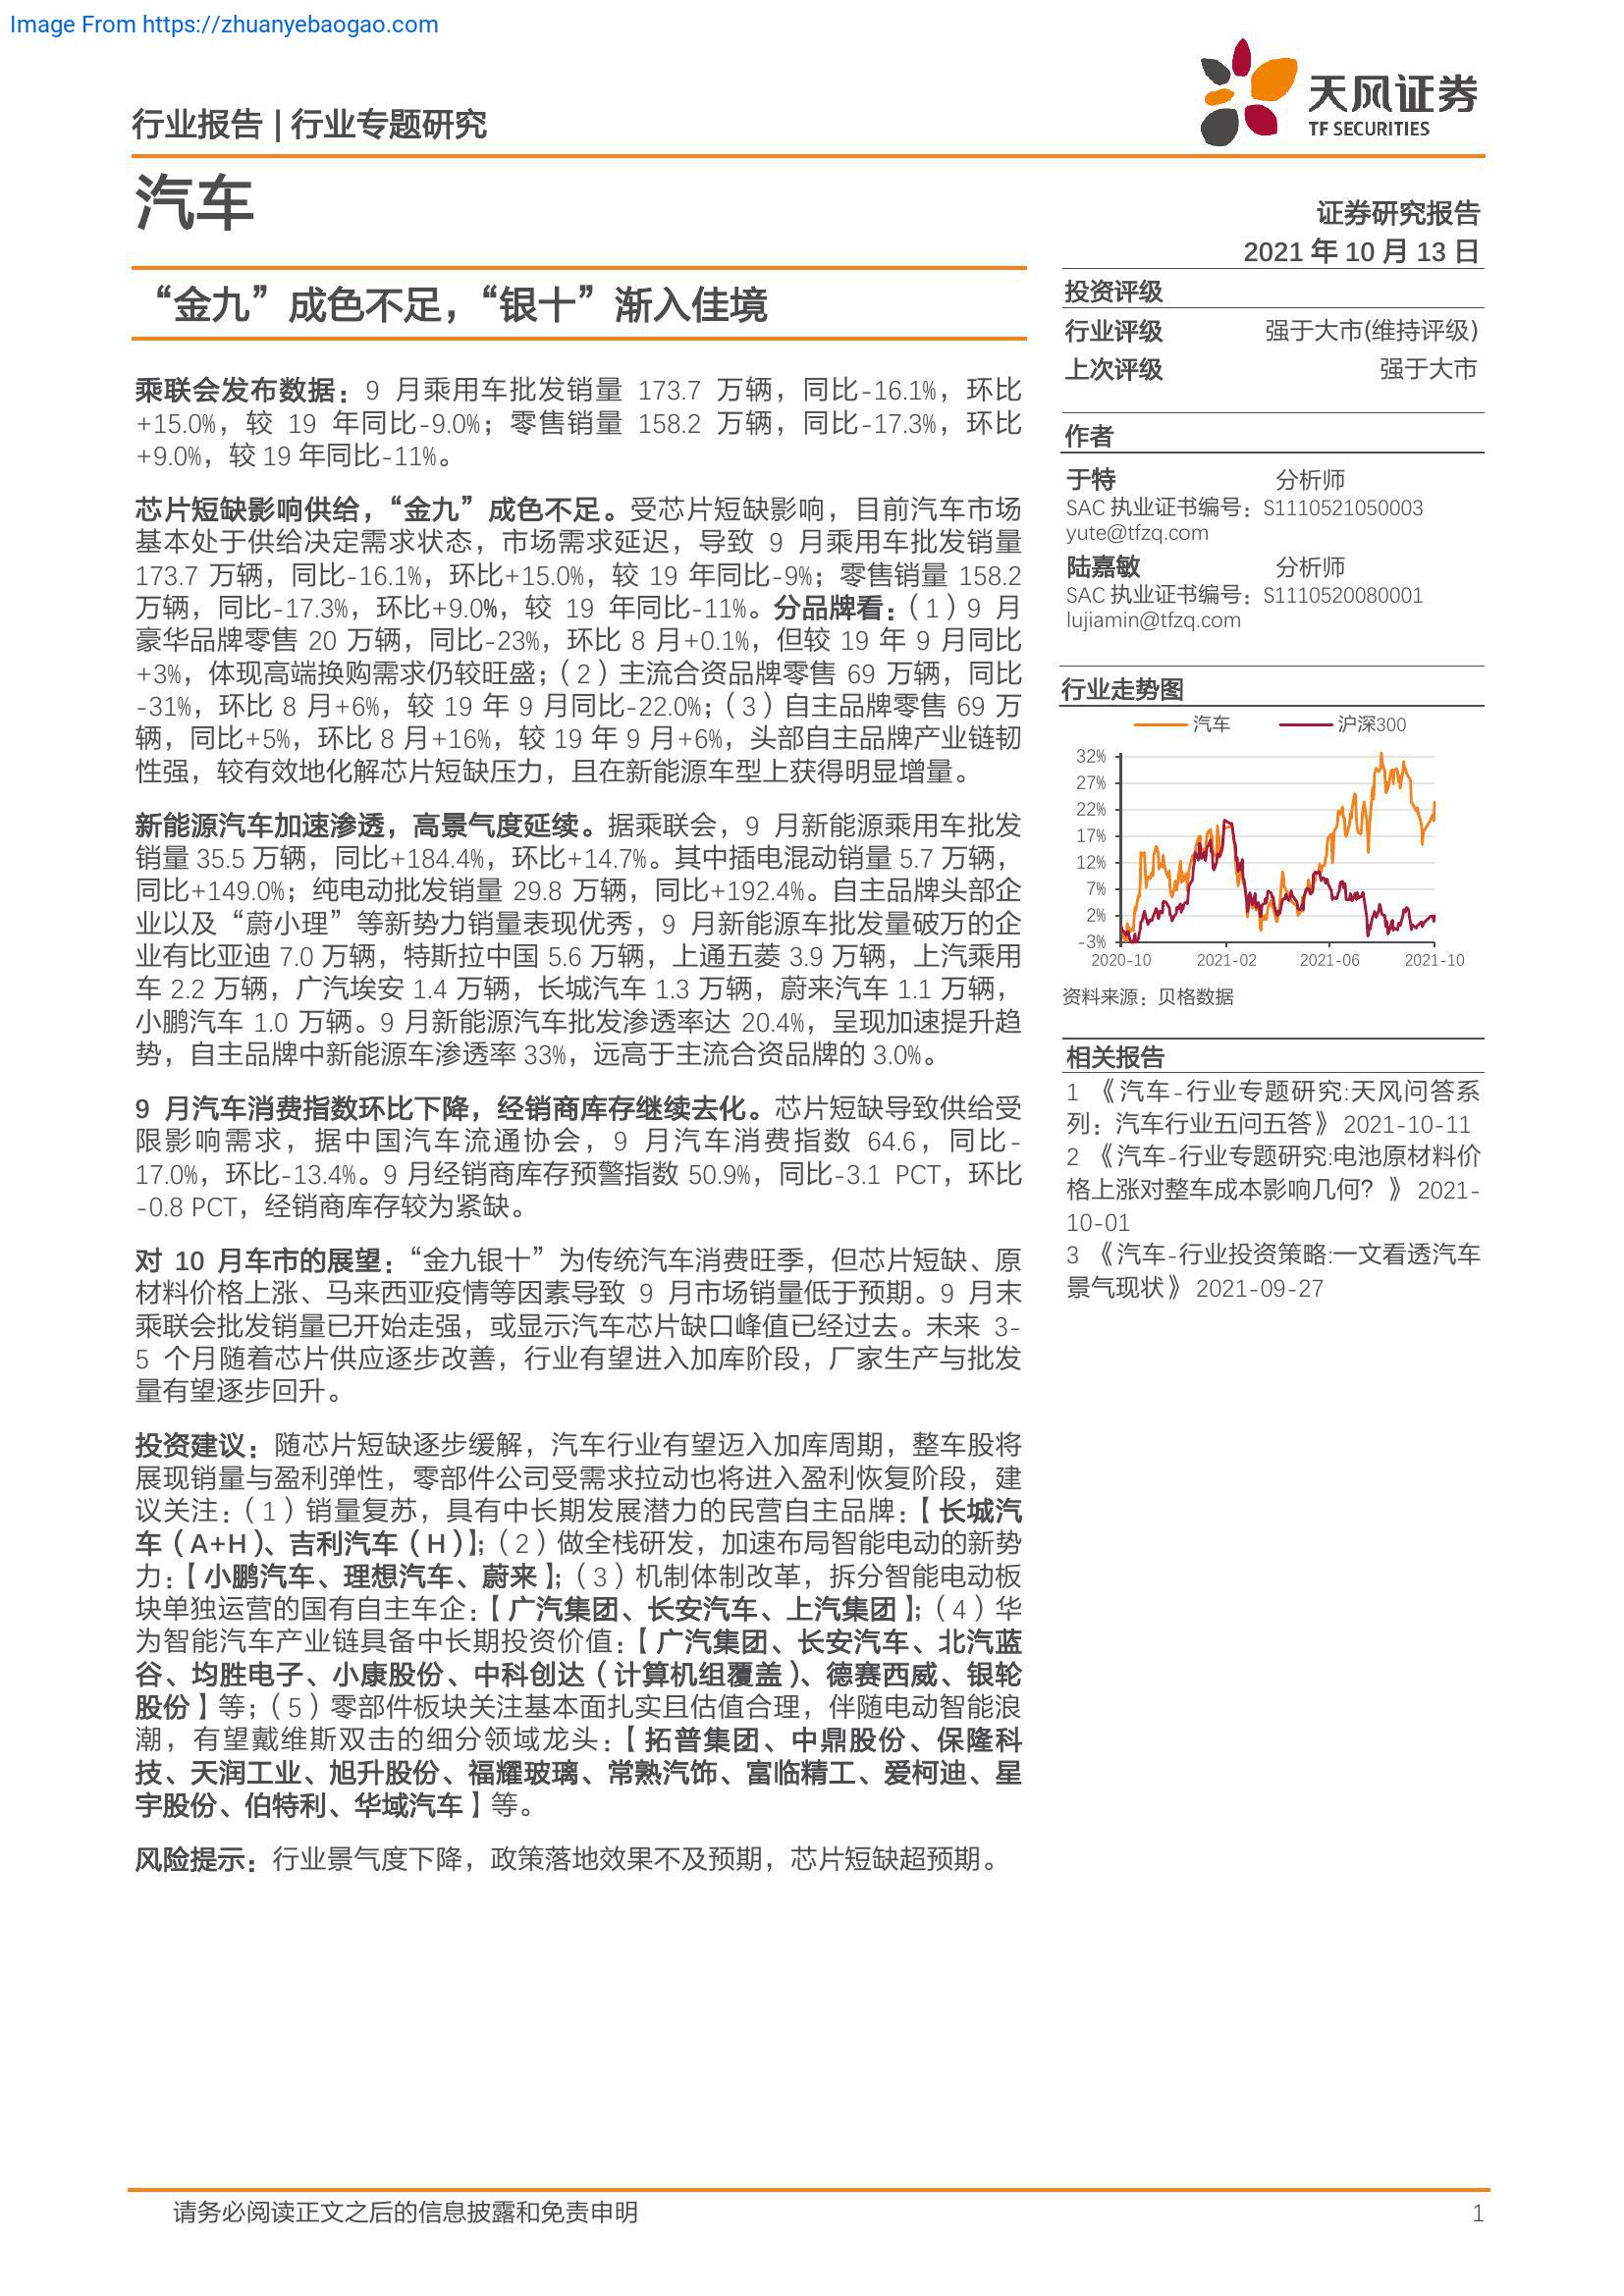 Image From https://zhuanyebaogao.com
天风证券
TF SECURITIES
行业报告 | 行业专题研究
汽车
证券研究报告
2021 年 10 月 13 日
“金九”成色不足，“银十”渐入佳境
乘联会发布数据：9 月乘用车批发销量 173.7 万辆，同比-16.1%，环比
+15.0%，较 19 年同比-9.0%；零售销量 158.2 万辆，同比-17.3%，环比
+9.0%，较 19 年同比-11%。
芯片短缺影响供给，“金九”成色不足。受芯片短缺影响，目前汽车市场
基本处于供给决定需求状态，市场需求延迟，导致 9 月乘用车批发销量
173.7 万辆，同比-16.1%，环比+15.0%，较 19 年同比-9%；零售销量 158.2
万辆，同比-17.3%，环比+9.0%，较 19 年同比-11%。分品牌看：（1）9 月
豪华品牌零售 20 万辆，同比-23%，环比 8 月+0.1%，但较 19 年 9 月同比
+3%，体现高端换购需求仍较旺盛；（2）主流合资品牌零售 69 万辆，同比
-31%，环比 8 月+6%，较 19 年 9 月同比-22.0%；（3）自主品牌零售 69 万
辆，同比+5%，环比 8 月+16%，较 19 年 9 月+6%，头部自主品牌产业链韧
性强，较有效地化解芯片短缺压力，且在新能源车型上获得明显增量。
新能源汽车加速渗透，高景气度延续。据乘联会，9 月新能源乘用车批发
销量 35.5 万辆，同比+184.4%，环比+14.7%。其中插电混动销量 5.7 万辆，
同比+149.0%；纯电动批发销量 29.8 万辆，同比+192.4%。自主品牌头部企
业以及“蔚小理”等新势力销量表现优秀，9 月新能源车批发量破万的企
业有比亚迪 7.0 万辆，特斯拉中国 5.6 万辆，上通五菱 3.9 万辆，上汽乘用
车 2.2 万辆，广汽埃安 1.4 万辆，长城汽车 1.3 万辆，蔚来汽车 1.1 万辆，
小鹏汽车 1.0 万辆。9 月新能源汽车批发渗透率达 20.4%，呈现加速提升趋
势，自主品牌中新能源车渗透率 33%，远高于主流合资品牌的 3.0%。
9 月汽车消费指数环比下降，经销商库存继续去化。芯片短缺导致供给受
限影响需求，据中国汽车流通协会，9 月汽车消费指数 64.6，同比-
17.0%，环比-13.4%。9 月经销商库存预警指数 50.9%，同比-3.1 PCT，环比
-0.8 PCT，经销商库存较为紧缺。
对 10 月车市的展望：“金九银十”为传统汽车消费旺季，但芯片短缺、原
材料价格上涨、马来西亚疫情等因素导致 9 月市场销量低于预期。9 月末
乘联会批发销量已开始走强，或显示汽车芯片缺口峰值已经过去。未来 3-
5 个月随着芯片供应逐步改善，行业有望进入加库阶段，厂家生产与批发
量有望逐步回升。
投资建议：随芯片短缺逐步缓解，汽车行业有望迈入加库周期，整车股将
展现销量与盈利弹性，零部件公司受需求拉动也将进入盈利恢复阶段，建
议关注：（1）销量复苏，具有中长期发展潜力的民营自主品牌：【长城汽
车（A+H）、吉利汽车（H）】；（2）做全栈研发，加速布局智能电动的新势
力：【小鹏汽车、理想汽车、蔚来】；（3）机制体制改革，拆分智能电动板
块单独运营的国有自主车企：【广汽集团、长安汽车、上汽集团】；（4）华
为智能汽车产业链具备中长期投资价值：【广汽集团、长安汽车、北汽蓝
谷、均胜电子、小康股份、中科创达（计算机组覆盖）、德赛西威、银轮
股份】等；（5）零部件板块关注基本面扎实且估值合理，伴随电动智能浪
潮，有望戴维斯双击的细分领域龙头：【拓普集团、中鼎股份、保隆科
技、天润工业、旭升股份、福耀玻璃、常熟汽饰、富临精工、爱柯迪、星
宇股份、伯特利、华域汽车】等。
风险提示：行业景气度下降，政策落地效果不及预期，芯片短缺超预期。
投资评级
行业评级 强于大市(维持评级)
上次评级 强于大市
作者
于特 分析师
SAC 执业证书编号：S1110521050003
yute@tfzq.com
陆嘉敏 分析师
SAC 执业证书编号：S1110520080001
lujiamin@tfzq.com
行业走势图
汽车 沪深300
32%
27%
22%
17%
12%
7%
2%
-3%
2020-10 2021-02 2021-06 2021-10
资料来源：贝格数据
相关报告
1 《汽车-行业专题研究:天风问答系
列：汽车行业五问五答》 2021-10-11
2 《汽车-行业专题研究:电池原材料价
格上涨对整车成本影响几何？》 2021-
10-01
3 《汽车-行业投资策略:一文看透汽车
景气现状》 2021-09-27
请务必阅读正文之后的信息披露和免责申明 1